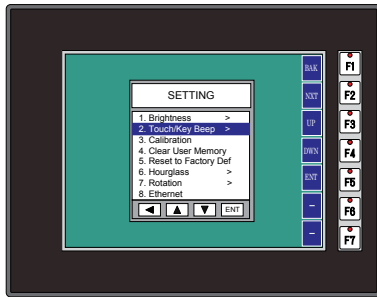 SETTING
1. Brightness >
2. Touch/Key Beep >
3. Calibration
4. Clear User Memory
5. Reset to Factory Def
6. Hourglass >
7. Rotation >
8. Ethernet
ENT
BAK
NXT
UP
DWN
ENT
–
–
F1
F2
F3
F4
F5
F6
F7